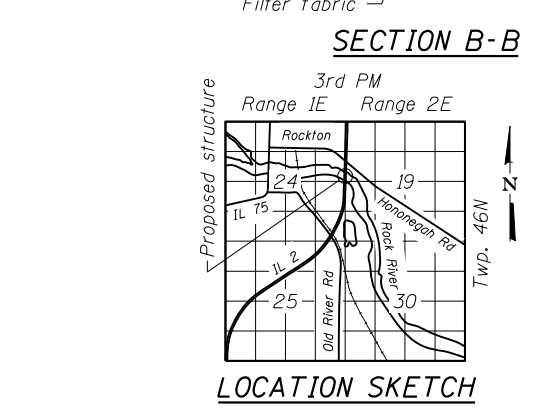 Filter fabric
SECTION B-B
3rd PM
Range 1E Range 2E
Proposed structure
Rockton
24
19
IL 75
Hononegah Rd
N
Twp. 46N
Rock River
IL 2
25
Old River Rd
30
LOCATION SKETCH